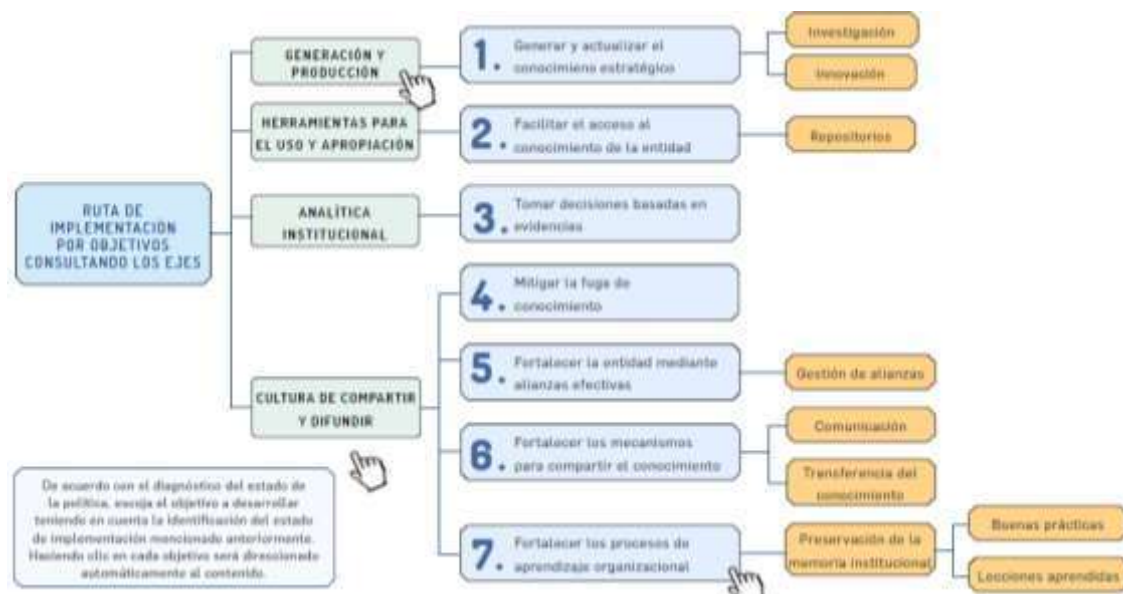 RUTA DE
IMPLEMENTACIÓN
POR OBJETIVOS
CONSULTANDO LOS EJES
GENERACIÓN Y
PRODUCCIÓN
1. Generar y actualizar el
conocimieno estratégico
Investigación
Innovación
HERRAMIENTAS PARA
EL USO Y APROPIACIÓN
2. Facilitar el acceso al
conocimiento de la entidad
Repositorios
ANALÍTICA
INSTITUCIONAL
3. Tomar decisiones basadas en
evidencias
CULTURA DE COMPARTIR
Y DIFUNDIR
4. Mitigar la fuga de
conocimiento
5. Fortalecer la entidad mediante
alianzas efectivas
Gestión de alianzas
6. Fortalecer los mecanismos
para compartir el conocimiento
Comunicación
Transferencia del
conocimiento
7. Fortalecer los procesos de
aprendizaje organizacional
Preservación de la
memoria institucional
Buenas prácticas
Lecciones aprendidas
De acuerdo con el diagnóstico del estado de
la política, escoja el objetivo a desarrollar
teniendo en cuenta la identificación del estado
de implementación mencionado anteriormente.
Haciendo clic en cada objetivo será direccionado
automáticamente al contenido.